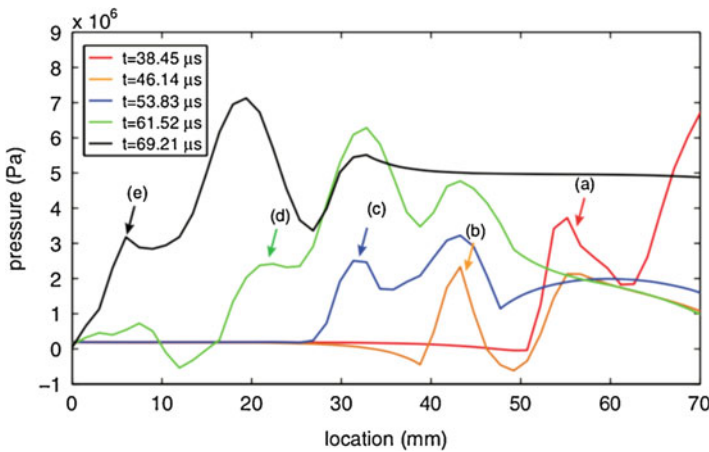 × 10⁶
9
8
7
6
5
4
3
2
1
0
−1
pressure (Pa)
t=38.45 μs
t=46.14 μs
t=53.83 μs
t=61.52 μs
t=69.21 μs
(e)
(d)
(c)
(b)
(a)
0 10 20 30 40 50 60 70
location (mm)